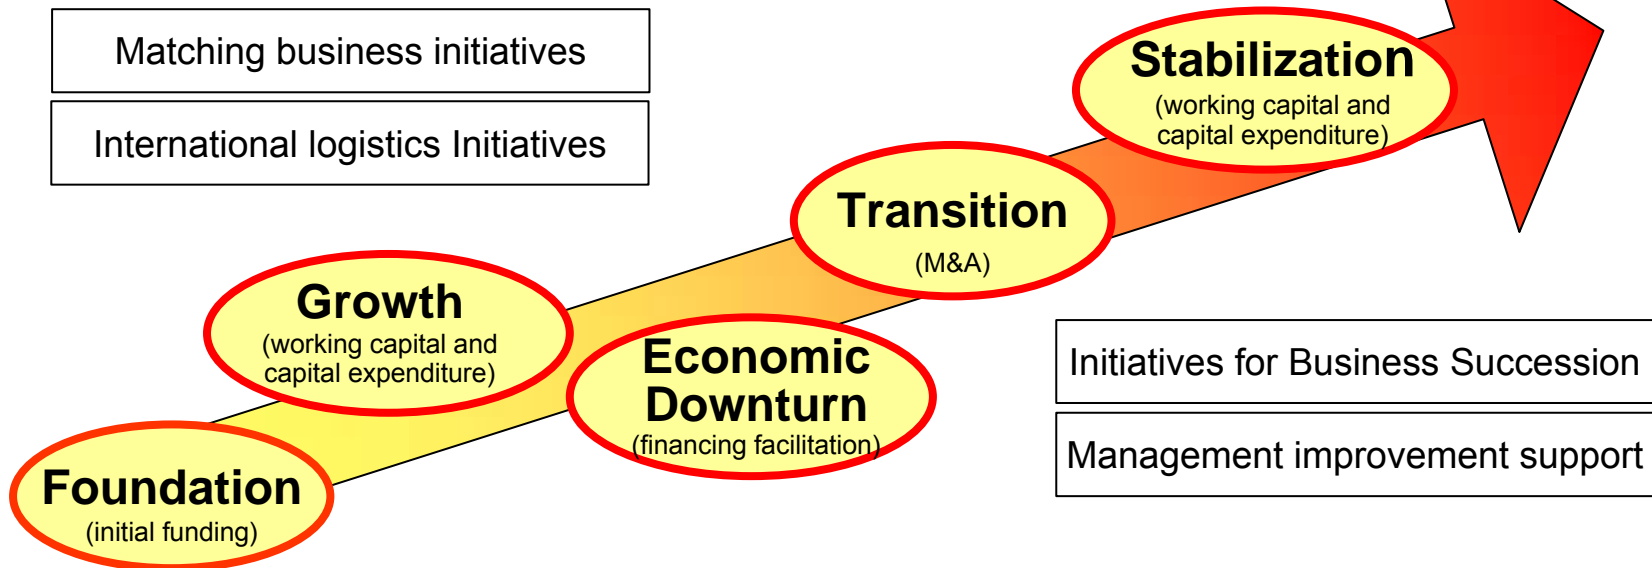 Matching business initiatives
International logistics Initiatives
Stabilization
(working capital and
capital expenditure)
Transition
(M&A)
Growth
(working capital and
capital expenditure)
Economic
Downturn
(financing facilitation)
Foundation
(initial funding)
Initiatives for Business Succession
Management improvement support